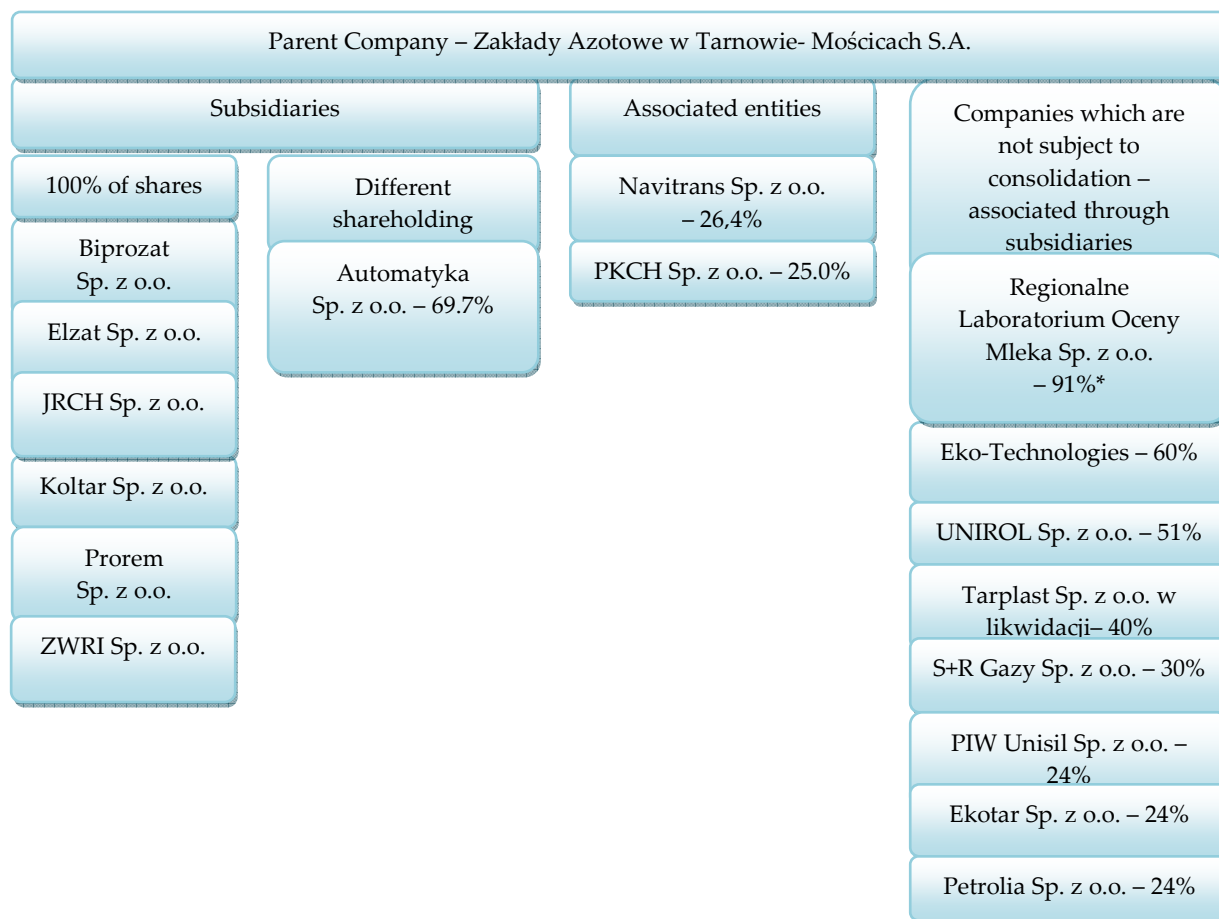 Parent Company – Zakłady Azotowe w Tarnowie- Mościcach S.A.
Subsidiaries
100% of shares
Biprozat
Sp. z o.o.
Elzat Sp. z o.o.
JRCH Sp. z o.o.
Koltar Sp. z o.o.
Prorem
Sp. z o.o.
ZWRI Sp. z o.o.
Different
shareholding
Automatyka
Sp. z o.o. – 69.7%
Associated entities
Navitrans Sp. z o.o.
– 26,4%
PKCH Sp. z o.o. – 25.0%
Companies which are
not subject to
consolidation –
associated through
subsidiaries
Regionalne
Laboratorium Oceny
Mleka Sp. z o.o.
– 91%*
Eko-Technologies – 60%
UNIROL Sp. z o.o. – 51%
Tarplast Sp. z o.o. w
likwidacji– 40%
S+R Gazy Sp. z o.o. – 30%
PIW Unisil Sp. z o.o. –
24%
Ekotar Sp. z o.o. – 24%
Petrolia Sp. z o.o. – 24%